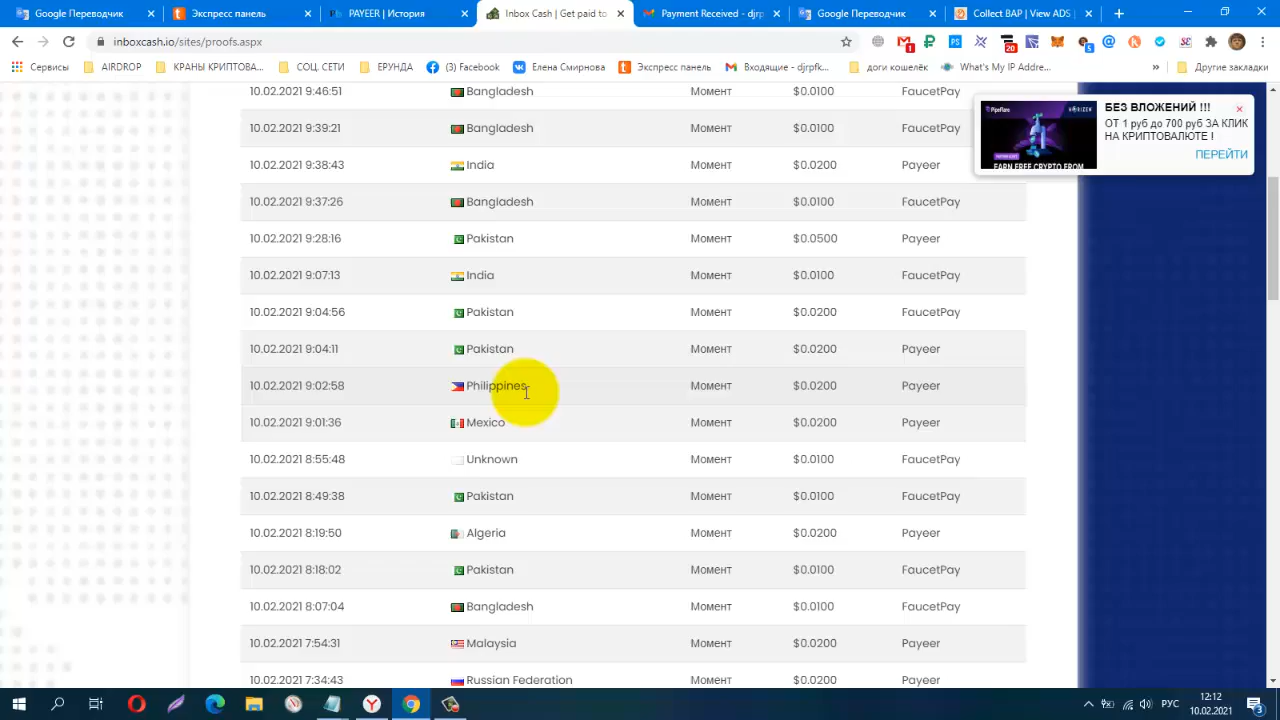 Google Переводчик
Экспресс панель
PAYEER | История
Inbox Cash | Get paid to
Payment Received - djrp
Google Переводчик
Collect BAP | View ADS
inboxcash.io/sites/proofs.aspx
1
20
5
Сервисы
AIRDROP
КРАНЫ КРИПТОВА...
СОЦ. СЕТИ
ЕРУНДА
(3) Facebook
Елена Смирнова
Экспресс панель
Входящие - djrpfk...
доги кошелёк
What's My IP Addre...
»
Другие закладки
10.02.2021 9:46:51 Bangladesh Момент $0.0100 FaucetPay
10.02.2021 9:39:21 Bangladesh Момент $0.0100 FaucetPay
10.02.2021 9:38:43 India Момент $0.0200 Payeer
10.02.2021 9:37:26 Bangladesh Момент $0.0100 FaucetPay
10.02.2021 9:28:16 Pakistan Момент $0.0500 Payeer
10.02.2021 9:07:13 India Момент $0.0100 FaucetPay
10.02.2021 9:04:56 Pakistan Момент $0.0200 FaucetPay
10.02.2021 9:04:11 Pakistan Момент $0.0200 Payeer
10.02.2021 9:02:58 Philippines Момент $0.0200 Payeer
10.02.2021 9:01:36 Mexico Момент $0.0200 Payeer
10.02.2021 8:55:48 Unknown Момент $0.0100 FaucetPay
10.02.2021 8:49:38 Pakistan Момент $0.0100 FaucetPay
10.02.2021 8:19:50 Algeria Момент $0.0200 Payeer
10.02.2021 8:18:02 Pakistan Момент $0.0100 FaucetPay
10.02.2021 8:07:04 Bangladesh Момент $0.0100 FaucetPay
10.02.2021 7:54:31 Malaysia Момент $0.0200 Payeer
10.02.2021 7:34:43 Russian Federation Момент $0.0200 Payeer
PipeFlare
HORIZEN
EARN FREE CRYPTO FROM
БЕЗ ВЛОЖЕНИЙ !!!
ОТ 1 руб до 700 руб ЗА КЛИК
НА КРИПТОВАЛЮТЕ !
ПЕРЕЙТИ
РУС
12:12
10.02.2021
3